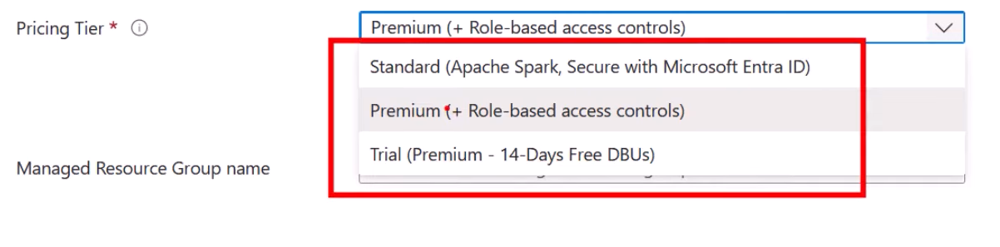 Pricing Tier *
Premium (+ Role-based access controls)
Standard (Apache Spark, Secure with Microsoft Entra ID)
Premium (+ Role-based access controls)
Trial (Premium - 14-Days Free DBUs)
Managed Resource Group name